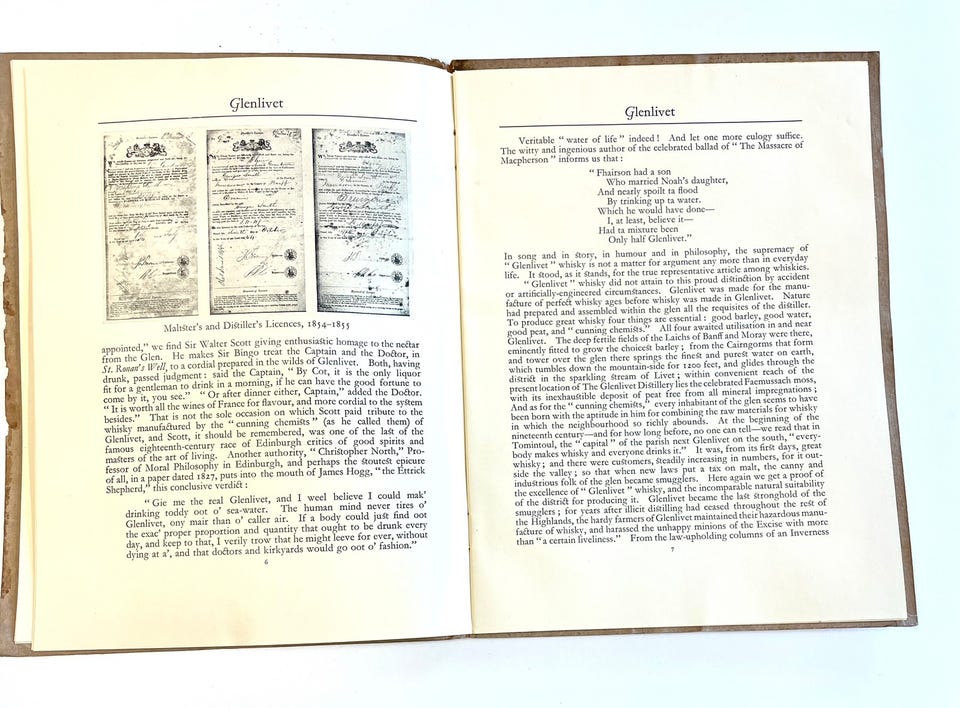 Glenlivet
Maltster's and Distiller's Licences, 1854-1855
appointed," we find Sir Walter Scott giving enthusiastic homage to the nectar
from the Glen. He makes Sir Bingo treat the Captain and the Doctor, in
St. Ronan's Well, to a cordial prepared in the wilds of Glenlivet. Both, having
drunk, passed judgment: said the Captain, "By Cot, it is the only liquor
fit for a gentleman to drink in a morning, if he can have the good fortune to
come by it, you see." "Or after dinner either, Captain," added the Doctor.
"It is worth all the wines of France for flavour, and more cordial to the system
besides." That is not the sole occasion on which Scott paid tribute to the
whisky manufactured by the "cunning chemists" (as he called them) of
Glenlivet, and Scott, it should be remembered, was one of the last of the
famous eighteenth-century race of Edinburgh critics of good spirits and
masters of the art of living. Another authority, "Christopher North," Pro-
fessor of Moral Philosophy in Edinburgh, and perhaps the stoutest epicure
of all, in a paper dated 1827, puts into the mouth of James Hogg, "the Ettrick
Shepherd," this conclusive verdict:
"Gie me the real Glenlivet, and I weel believe I could mak'
drinking toddy oot o' sea-water. The human mind never tires o'
Glenlivet, ony mair than o' caller air. If a body could just find oot
the exac' proper proportion and quantity that ought to be drunk every
day, and keep to that, I verily trow that he might leeve for ever, without
dying at a', and that doctors and kirkyards would go oot o' fashion."
6
Glenlivet
Veritable "water of life" indeed! And let one more eulogy suffice.
The witty and ingenious author of the celebrated ballad of "The Massacre of
Macpherson" informs us that:
"Fhairson had a son
Who married Noah's daughter,
And nearly spoilt ta flood
By trinking up ta water.
Which he would have done—
I, at least, believe it—
Had ta mixture been
Only half Glenlivet."
In song and in story, in humour and in philosophy, the supremacy of
"Glenlivet" whisky is not a matter for argument any more than in everyday
life. It stood, as it stands, for the true representative article among whiskies.
"Glenlivet" whisky did not attain to this proud distinction by accident
or artificially-engineered circumstances. Glenlivet was made for the manu-
facture of perfect whisky ages before whisky was made in Glenlivet. Nature
had prepared and assembled within the glen all the requisites of the distiller.
To produce great whisky four things are essential: good barley, good water,
good peat, and "cunning chemists." All four awaited utilisation in and near
Glenlivet. The deep fertile fields of the Laichs of Banff and Moray were there,
eminently fitted to grow the choicest barley; from the Cairngorms that form
and tower over the glen there springs the finest and purest water on earth,
which tumbles down the mountain-side for 1200 feet, and glides through the
district in the sparkling stream of Livet; within convenient reach of the
present location of The Glenlivet Distillery lies the celebrated Faemussach moss,
with its inexhaustible deposit of peat free from all mineral impregnations;
And as for the "cunning chemists," every inhabitant of the glen seems to have
been born with the aptitude in him for combining the raw materials for whisky
in which the neighbourhood so richly abounds. At the beginning of the
nineteenth century—and for how long before, no one can tell—we read that in
Tomintoul, the "capital" of the parish next Glenlivet on the south, "every-
body makes whisky and everyone drinks it." It was, from its first days, great
whisky; and there were customers, steadily increasing in numbers, for it out-
side the valley; so that when new laws put a tax on malt, the canny and
industrious folk of the glen became smugglers. Here again we get a proof of
the excellence of "Glenlivet" whisky, and the incomparable natural suitability
of the district for producing it. Glenlivet became the last stronghold of the
smugglers; for years after illicit distilling had ceased throughout the rest of
the Highlands, the hardy farmers of Glenlivet maintained their hazardous manu-
facture of whisky, and harassed the unhappy minions of the Excise with more
than "a certain liveliness." From the law-upholding columns of an Inverness
7